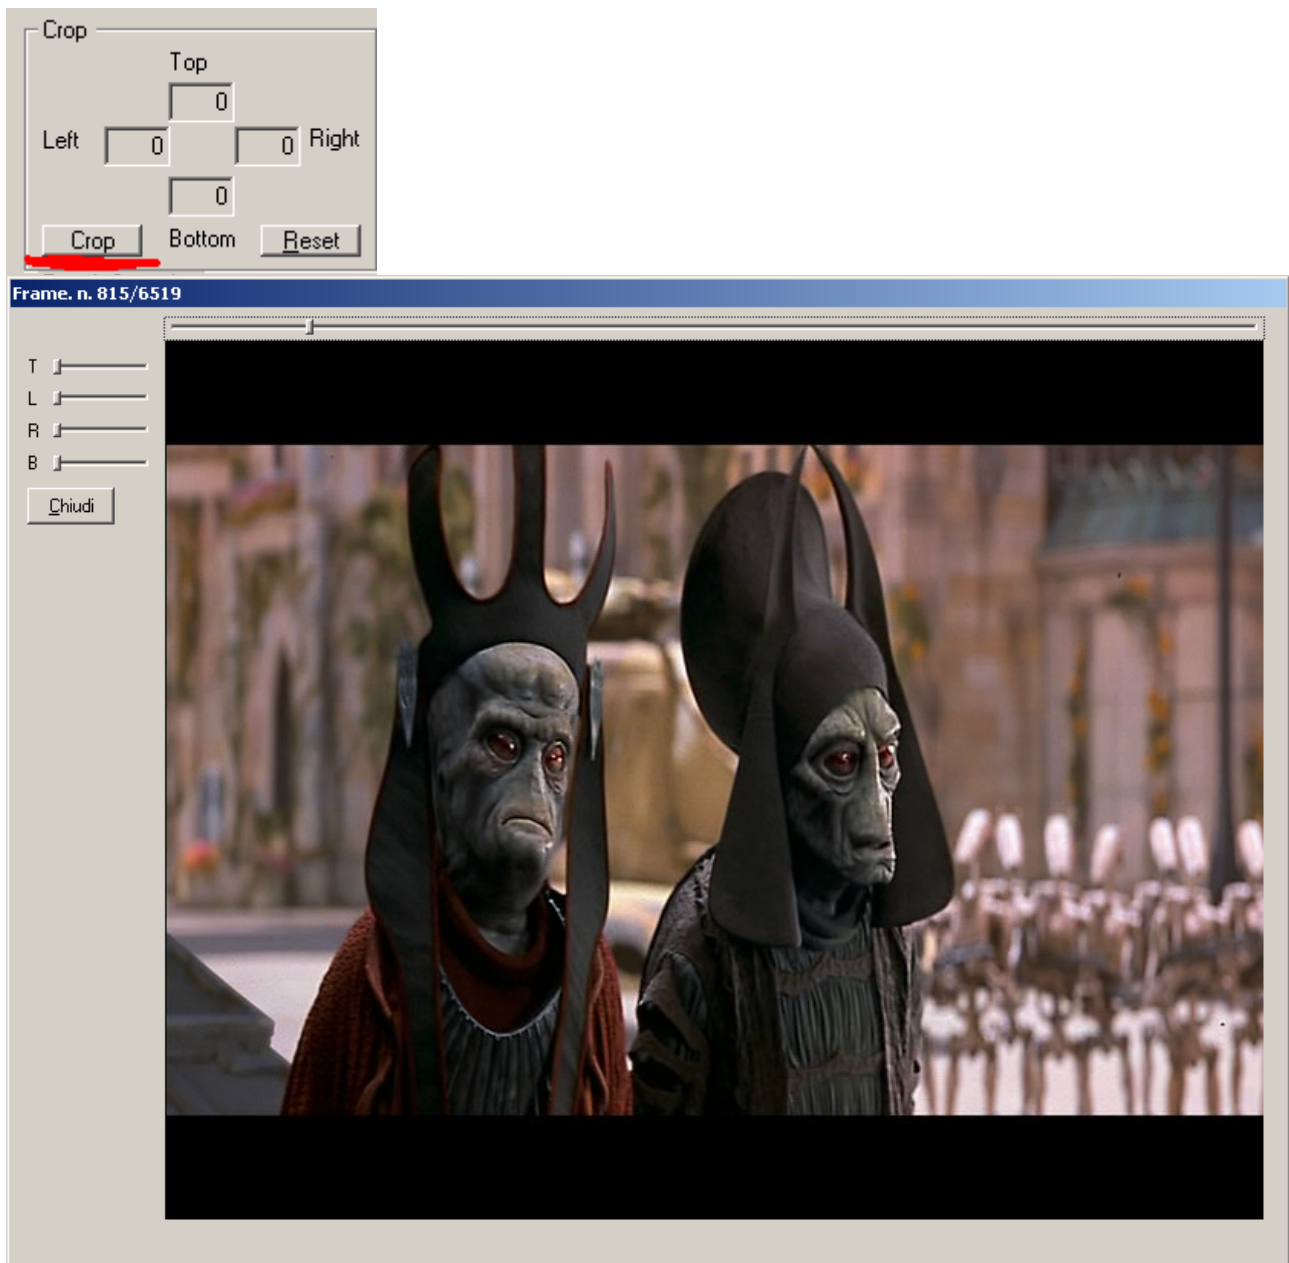 Crop
Top
0
Left 0 0 Right
0
Crop Bottom Reset
Frame. n. 815/6519
T
L
R
B
Chiudi